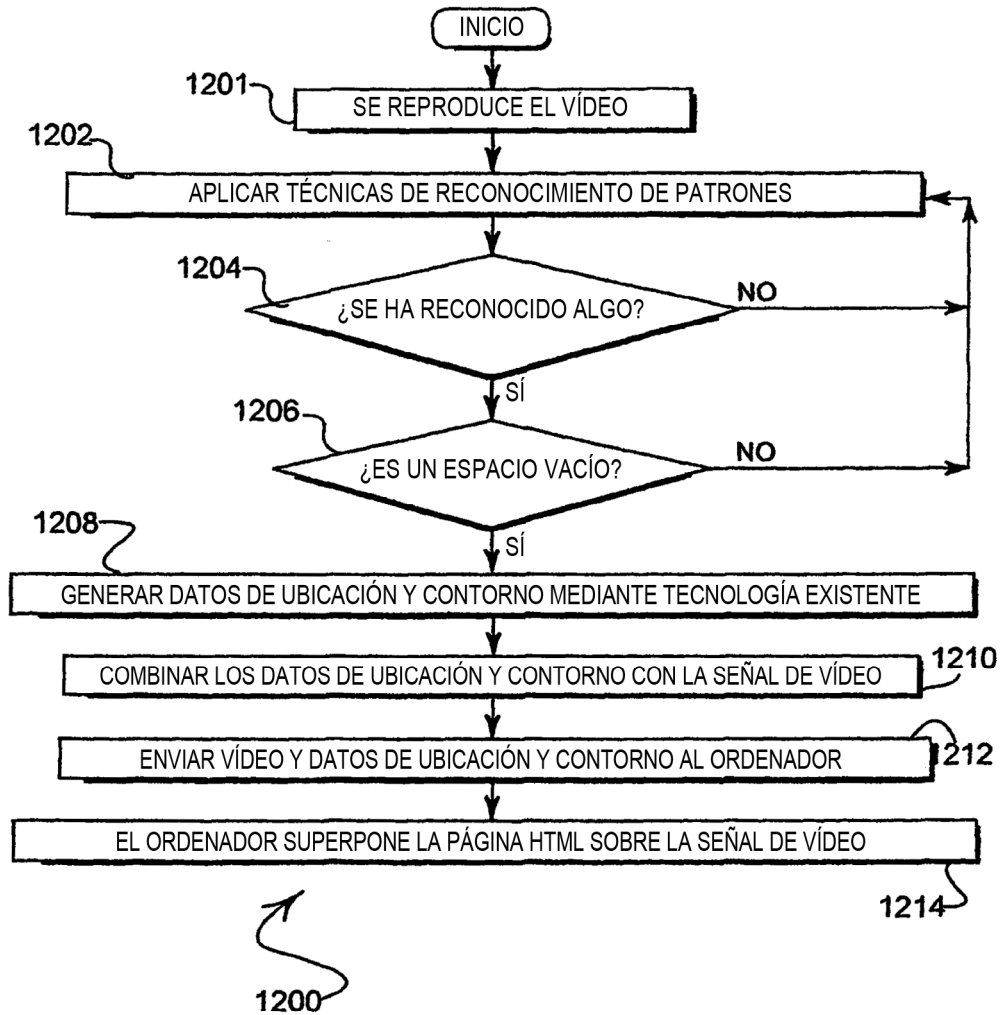 INICIO
1201
SE REPRODUCE EL VÍDEO
1202
APLICAR TÉCNICAS DE RECONOCIMIENTO DE PATRONES
1204
¿SE HA RECONOCIDO ALGO?
NO
SÍ
1206
¿ES UN ESPACIO VACÍO?
NO
SÍ
1208
GENERAR DATOS DE UBICACIÓN Y CONTORNO MEDIANTE TECNOLOGÍA EXISTENTE
COMBINAR LOS DATOS DE UBICACIÓN Y CONTORNO CON LA SEÑAL DE VÍDEO
1210
ENVIAR VÍDEO Y DATOS DE UBICACIÓN Y CONTORNO AL ORDENADOR
1212
EL ORDENADOR SUPERPONE LA PÁGINA HTML SOBRE LA SEÑAL DE VÍDEO
1214
1200